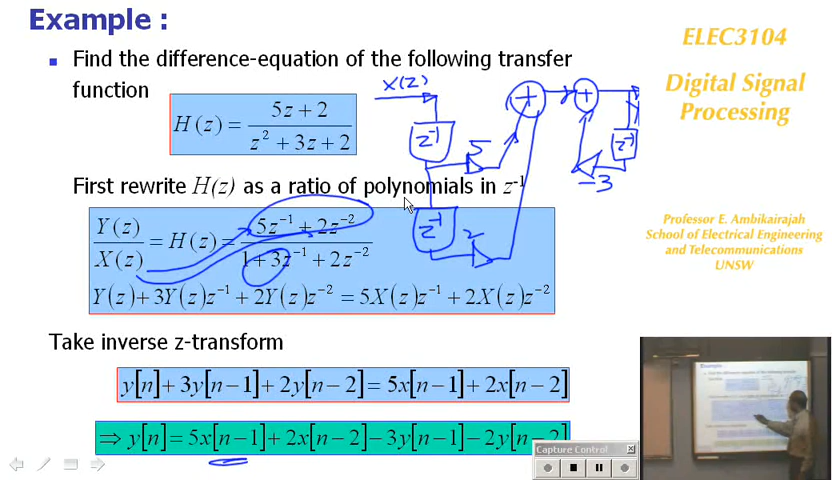 Example :
ELEC3104
Digital Signal
Processing
Professor E. Ambikairajah
School of Electrical Engineering
and Telecommunications
UNSW
▪ Find the difference-equation of the following transfer
function
H(z) = (5z + 2) / (z² + 3z + 2)
X(z)
z⁻¹
5
+
+
z⁻¹
-3
z⁻¹
2
First rewrite H(z) as a ratio of polynomials in z⁻¹
Y(z)/X(z) = H(z) = (5z⁻¹ + 2z⁻²) / (1 + 3z⁻¹ + 2z⁻²)
Y(z) + 3Y(z)z⁻¹ + 2Y(z)z⁻² = 5X(z)z⁻¹ + 2X(z)z⁻²
Take inverse z-transform
y[n] + 3y[n−1] + 2y[n−2] = 5x[n−1] + 2x[n−2]
⇒ y[n] = 5x[n−1] + 2x[n−2] − 3y[n−1] − 2y[n−2]
Capture Control
Example: